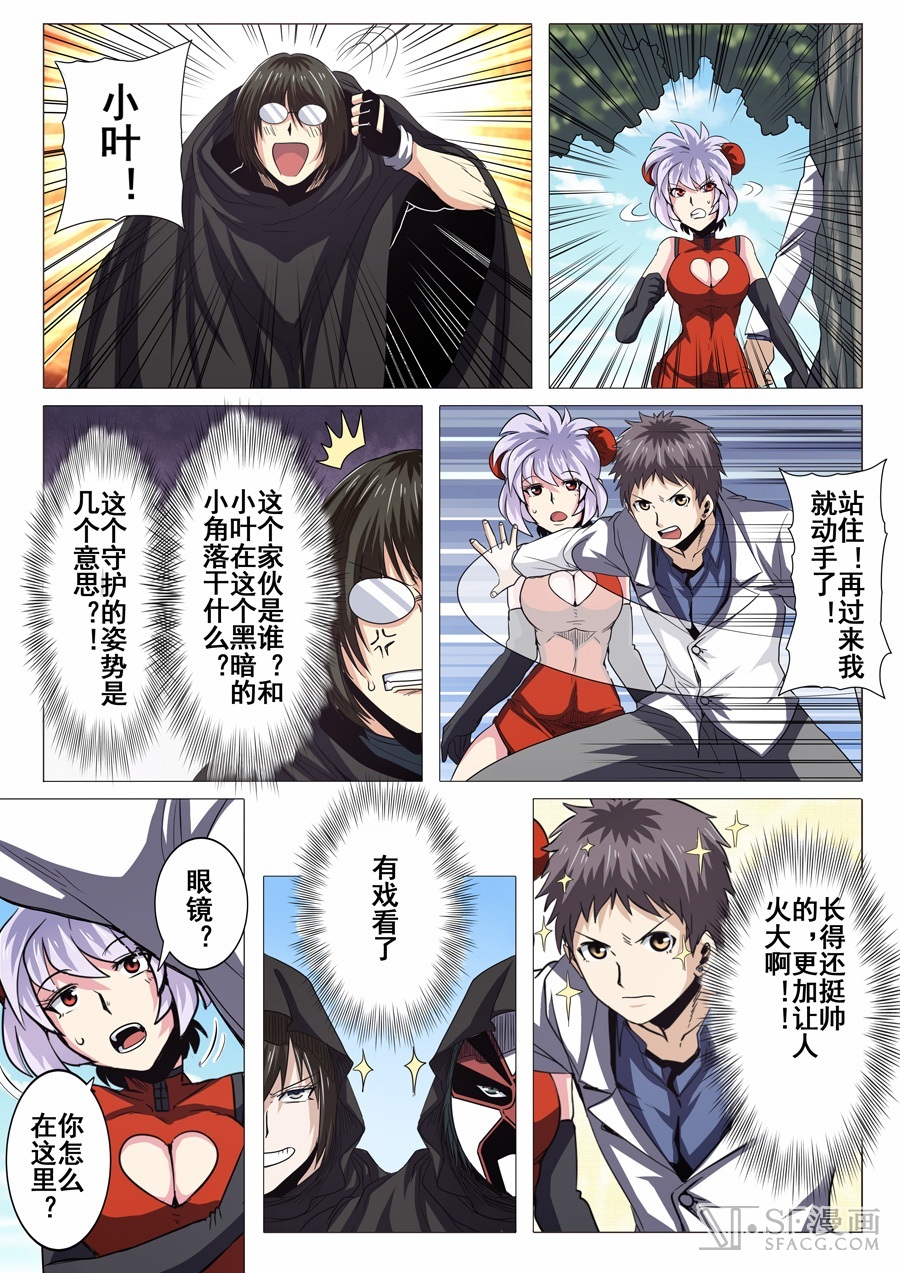 小叶！
站住！再过来我
就动手了！
这个家伙是谁？和
小叶在这个黑暗的
小角落干什么？
这个守护的姿势是
几个意思？！
长得还挺帅
的，更加让人
火大啊！！
有戏看了
眼镜？
你怎么
在这里？
SF漫画
SFACG.COM